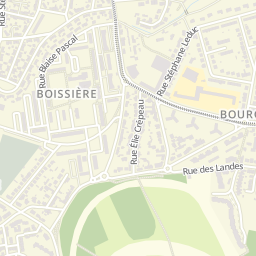 Rue Blaise Pascal
Rue Stéphane Leduc
BOISSIÈRE
BOURG
Rue Élie Crépeau
Rue des Landes